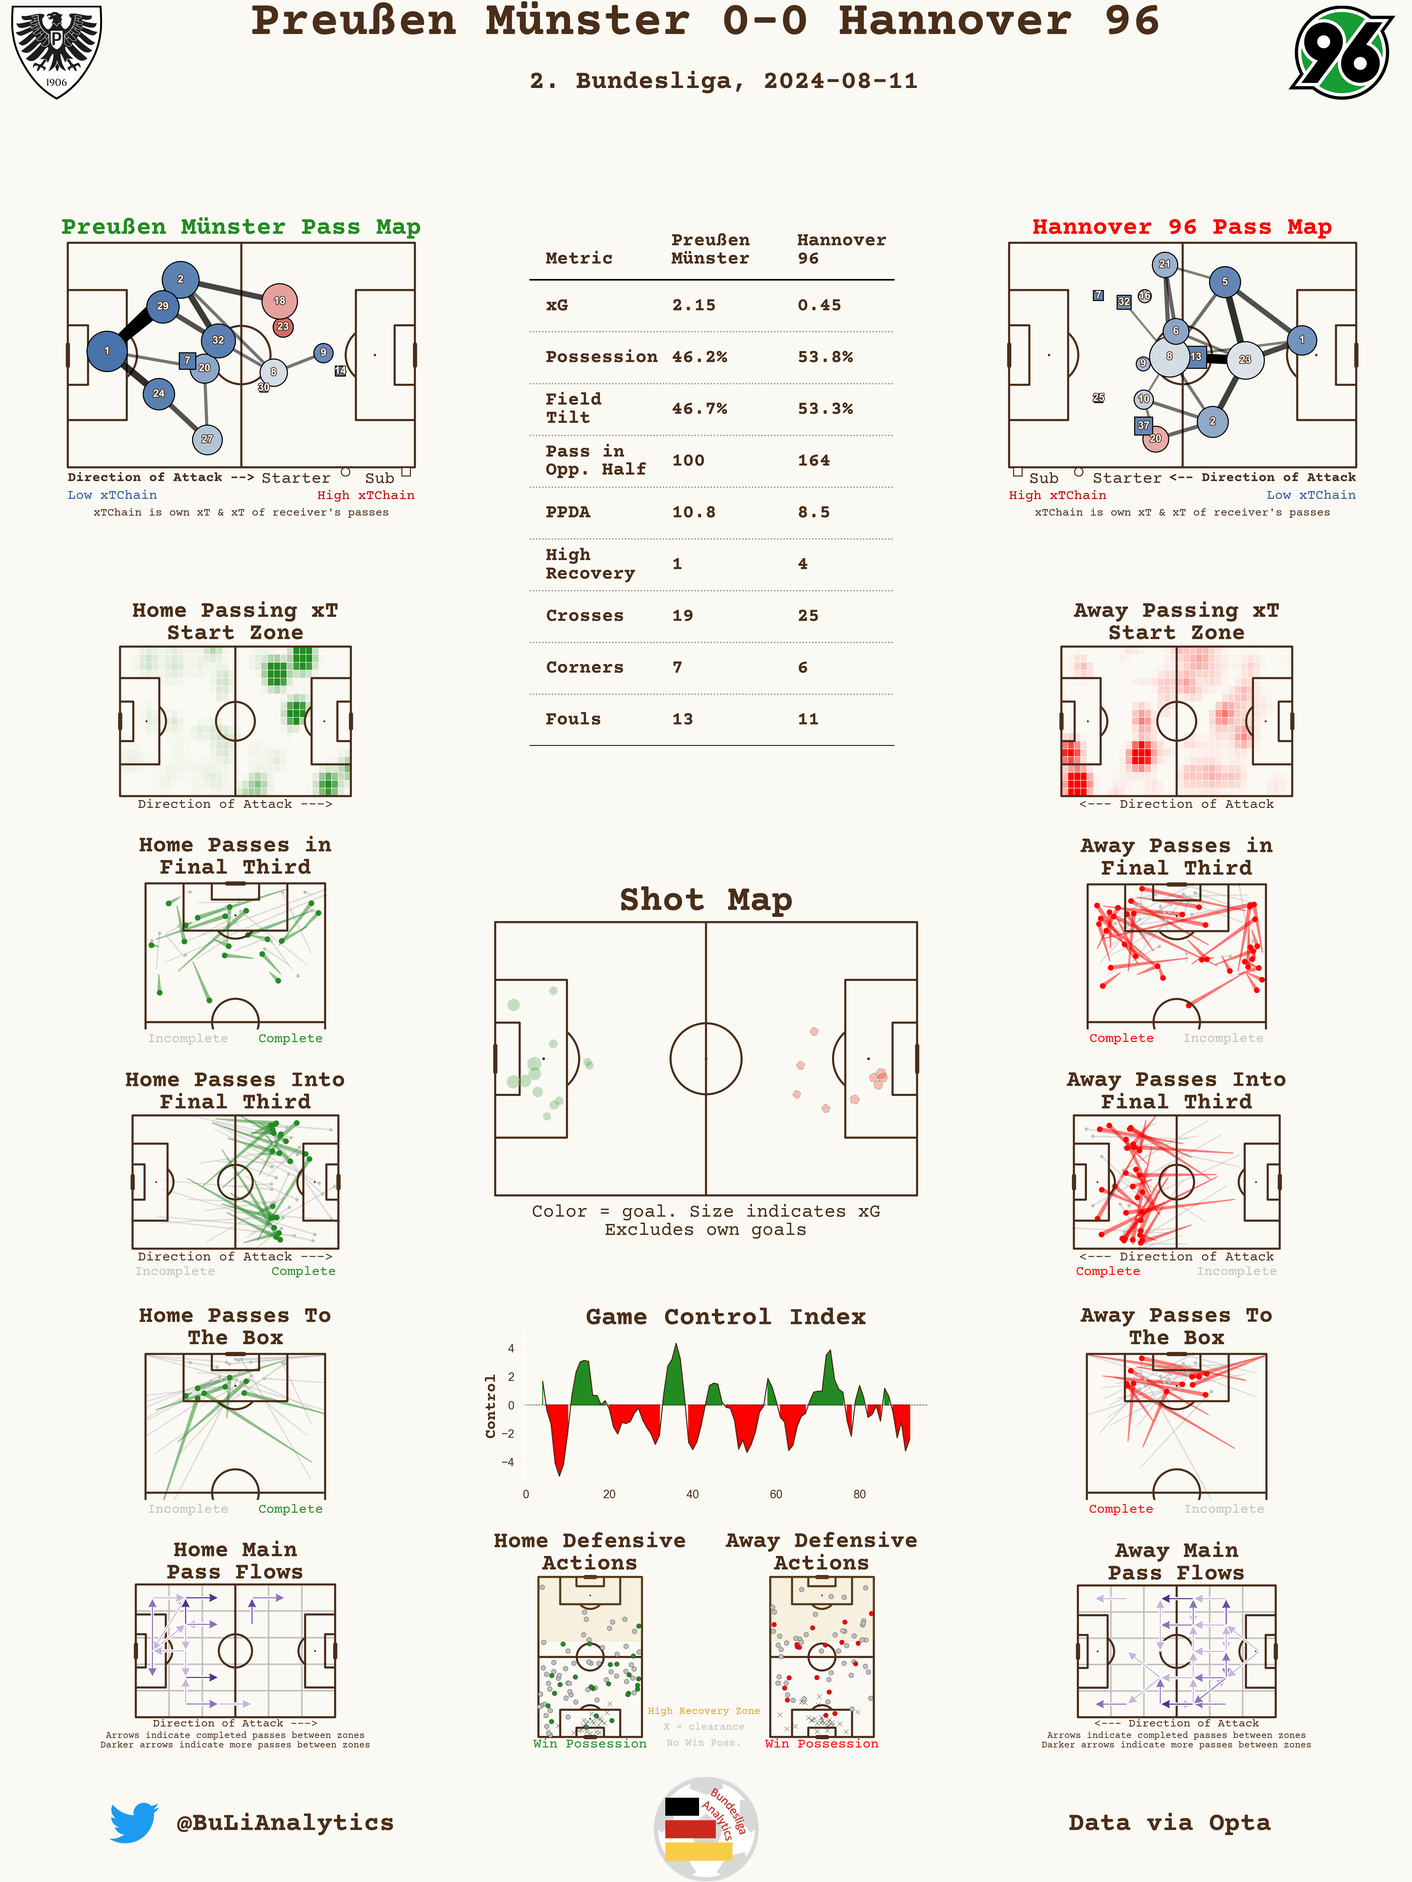 Preußen Münster 0-0 Hannover 96
2. Bundesliga, 2024-08-11
P
1906
96
Preußen Münster Pass Map
2
29
18
23
1
32
7
20
9
8
14
30
24
27
Direction of Attack --> Starter Sub
Low xTChain High xTChain
xTChain is own xT & xT of receiver's passes
Metric Preußen Münster Hannover 96
xG 2.15 0.45
Possession 46.2% 53.8%
Field Tilt 46.7% 53.3%
Pass in Opp. Half 100 164
PPDA 10.8 8.5
High Recovery 1 4
Crosses 19 25
Corners 7 6
Fouls 13 11
Hannover 96 Pass Map
21
5
7
32
16
6
1
8
13
23
9
25
10
37
20
2
Sub Starter <-- Direction of Attack
High xTChain Low xTChain
xTChain is own xT & xT of receiver's passes
Home Passing xT
Start Zone
Direction of Attack --->
Away Passing xT
Start Zone
<--- Direction of Attack
Home Passes in
Final Third
Incomplete Complete
Away Passes in
Final Third
Complete Incomplete
Shot Map
Color = goal. Size indicates xG
Excludes own goals
Home Passes Into
Final Third
Direction of Attack --->
Incomplete Complete
Away Passes Into
Final Third
<--- Direction of Attack
Complete Incomplete
Home Passes To
The Box
Incomplete Complete
Game Control Index
Control
4
2
0
−2
−4
0 20 40 60 80
Away Passes To
The Box
Complete Incomplete
Home Main
Pass Flows
Direction of Attack --->
Arrows indicate completed passes between zones
Darker arrows indicate more passes between zones
Home Defensive
Actions
Win Possession
High Recovery Zone
X = clearance
No Win Poss.
Away Defensive
Actions
Win Possession
Away Main
Pass Flows
<--- Direction of Attack
Arrows indicate completed passes between zones
Darker arrows indicate more passes between zones
@BuLiAnalytics
Bundesliga
Analytics
Data via Opta